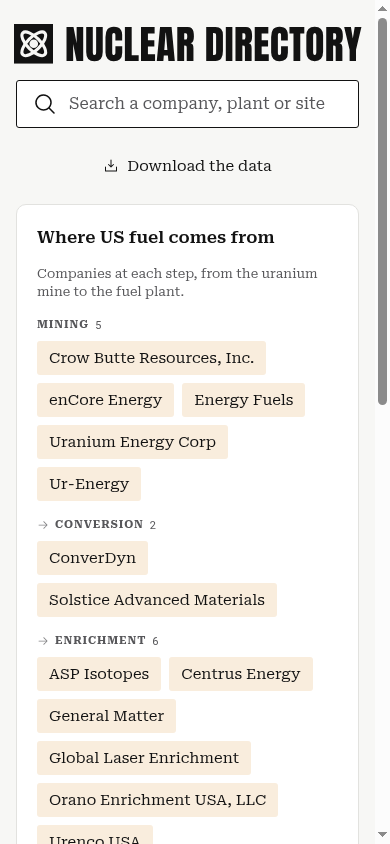 NUCLEAR DIRECTORY
Search a company, plant or site
Download the data
Where US fuel comes from
Companies at each step, from the uranium
mine to the fuel plant.
MINING 5
Crow Butte Resources, Inc.
enCore Energy
Energy Fuels
Uranium Energy Corp
Ur-Energy
→ CONVERSION 2
ConverDyn
Solstice Advanced Materials
→ ENRICHMENT 6
ASP Isotopes
Centrus Energy
General Matter
Global Laser Enrichment
Orano Enrichment USA, LLC
Urenco USA